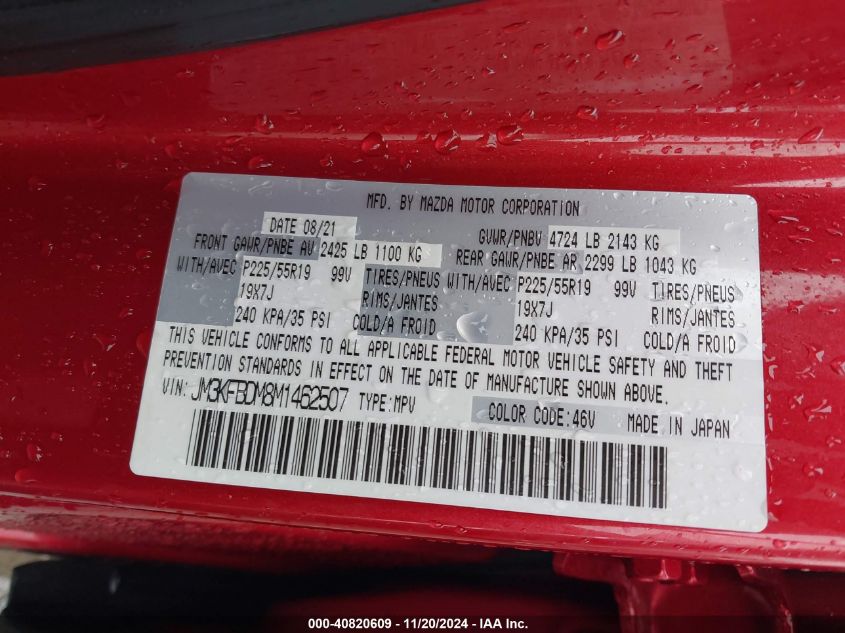 MFD. BY MAZDA MOTOR CORPORATION
DATE 08/21 GVWR/PNBV 4724 LB 2143 KG
FRONT GAWR/PNBE AV 2425 LB 1100 KG REAR GAWR/PNBE AR 2299 LB 1043 KG
WITH/AVEC P225/55R19 99V TIRES/PNEUS WITH/AVEC P225/55R19 99V TIRES/PNEUS
19X7J RIMS/JANTES 19X7J RIMS/JANTES
240 KPA/35 PSI COLD/A FROID 240 KPA/35 PSI COLD/A FROID
THIS VEHICLE CONFORMS TO ALL APPLICABLE FEDERAL MOTOR VEHICLE SAFETY AND THEFT
PREVENTION STANDARDS IN EFFECT ON THE DATE OF MANUFACTURE SHOWN ABOVE.
VIN: JM3KFBDM8M1462507 TYPE:MPV COLOR CODE:46V MADE IN JAPAN
000-40820609 - 11/20/2024 - IAA Inc.